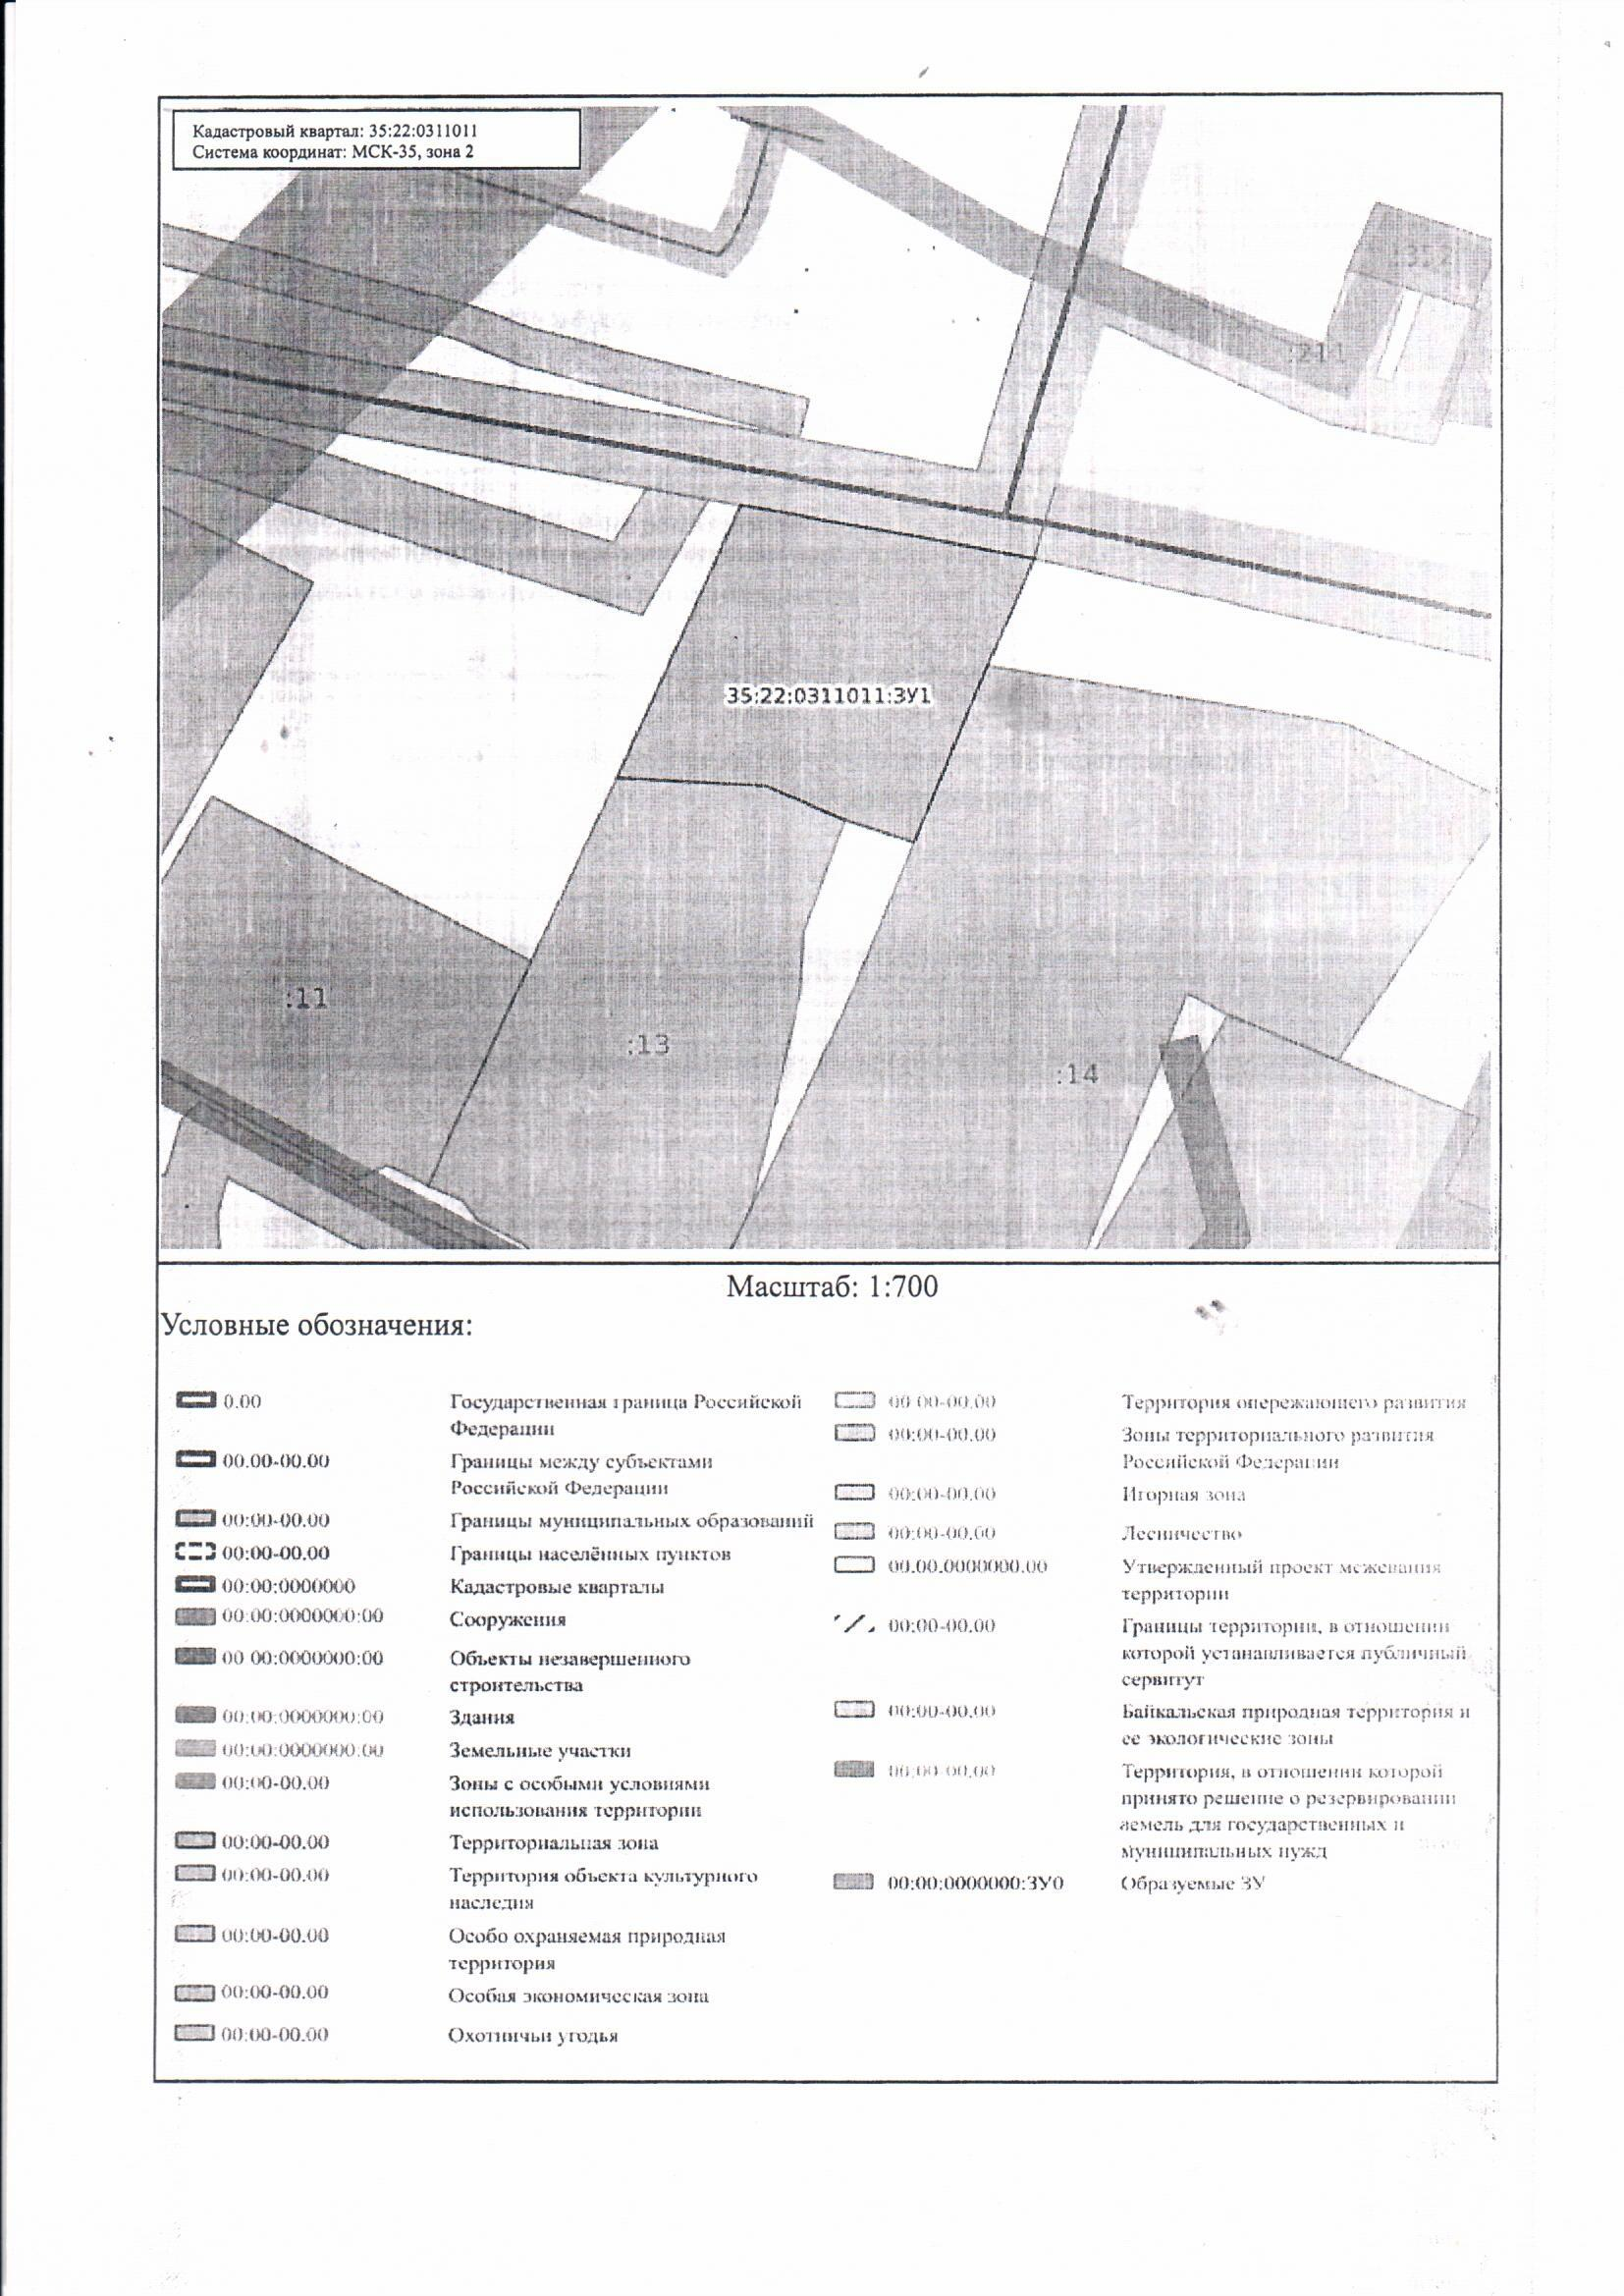 Кадастровый квартал: 35:22:0311011
Система координат: МСК-35, зона 2
:352
:211
35:22:0311011:ЗУ1
:11
:13
:14
Масштаб: 1:700
Условные обозначения:
0.00 Государственная граница Российской
Федерации
00.00-00.00 Границы между субъектами
Российской Федерации
00:00-00.00 Границы муниципальных образований
00:00-00.00 Границы населённых пунктов
00:00:0000000 Кадастровые кварталы
00:00:0000000:00 Сооружения
00 00:0000000:00 Объекты незавершенного
строительства
00:00:0000000:00 Здания
00:00:0000000:00 Земельные участки
00:00-00.00 Зоны с особыми условиями
использования территории
00:00-00.00 Территориальная зона
00:00-00.00 Территория объекта культурного
наследия
00:00-00.00 Особо охраняемая природная
территория
00:00-00.00 Особая экономическая зона
00:00-00.00 Охотничьи угодья
00 00-00.00 Территория опережающего развития
00:00-00.00 Зоны территориального развития
Российской Федерации
00:00-00.00 Игорная зона
00:00-00.00 Лесничество
00.00.0000000.00 Утвержденный проект межевания
территории
00:00-00.00 Границы территории, в отношении
которой устанавливается публичный
сервитут
00:00-00.00 Байкальская природная территория и
ее экологические зоны
00:00-00.00 Территория, в отношении которой
принято решение о резервировании
земель для государственных и
муниципальных нужд
00:00:0000000:ЗУ0 Образуемые ЗУ